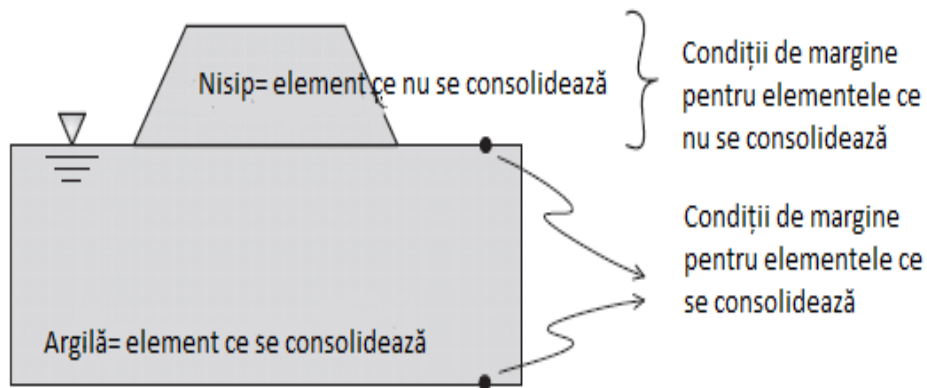 Nisip= element ce nu se consolidează
Condiții de margine
pentru elementele ce
nu se consolidează
Condiții de margine
pentru elementele ce
se consolidează
Argilă= element ce se consolidează